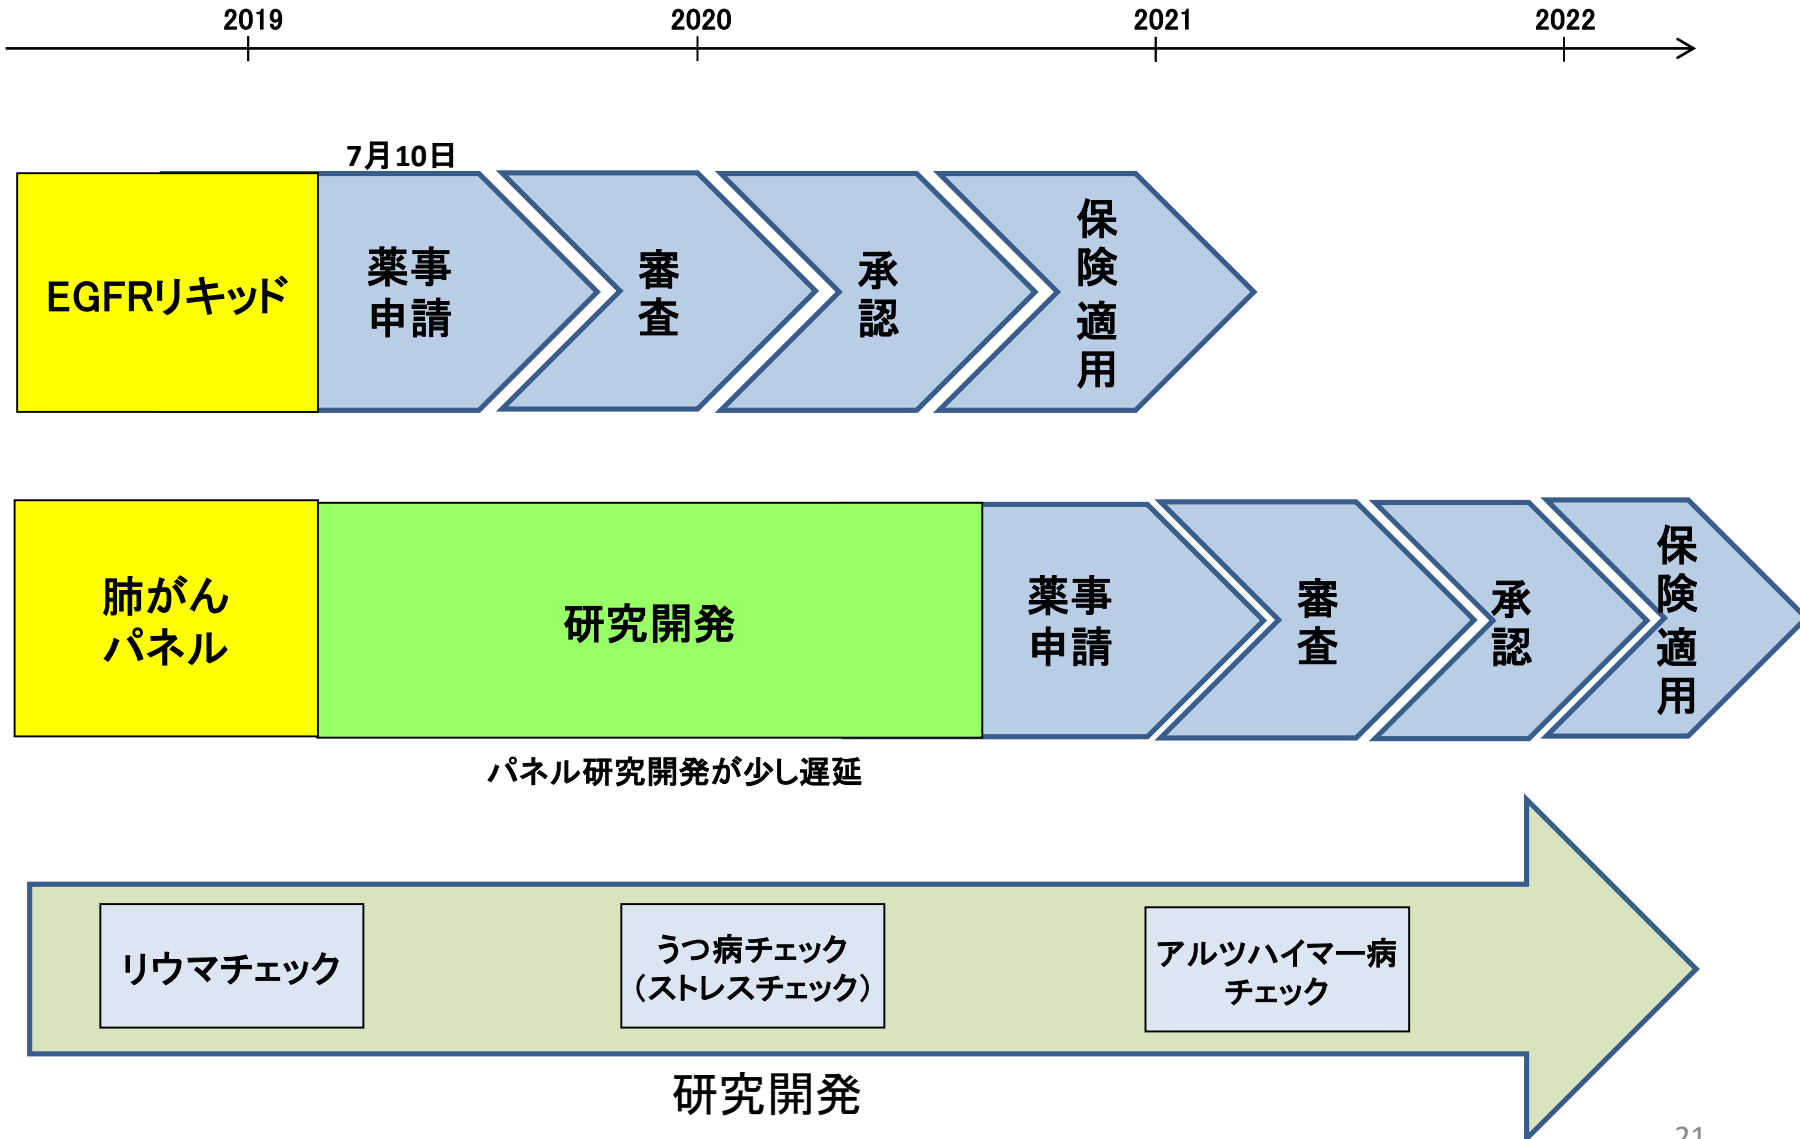 2019
2020
2021
2022
7月10日
EGFRリキッド
薬事
申請
審
査
承
認
保
険
適
用
肺がん
パネル
研究開発
薬事
申請
審
査
承
認
保
険
適
用
パネル研究開発が少し遅延
リウマチェック
うつ病チェック
（ストレスチェック）
アルツハイマー病
チェック
研究開発
21